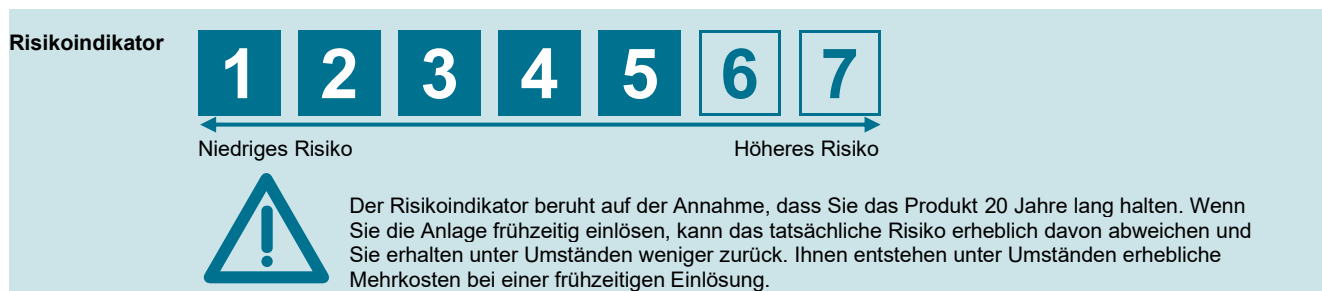 Risikoindikator
1 2 3 4 5 6 7
Niedriges Risiko Höheres Risiko
Der Risikoindikator beruht auf der Annahme, dass Sie das Produkt 20 Jahre lang halten. Wenn
Sie die Anlage frühzeitig einlösen, kann das tatsächliche Risiko erheblich davon abweichen und
Sie erhalten unter Umständen weniger zurück. Ihnen entstehen unter Umständen erhebliche
Mehrkosten bei einer frühzeitigen Einlösung.